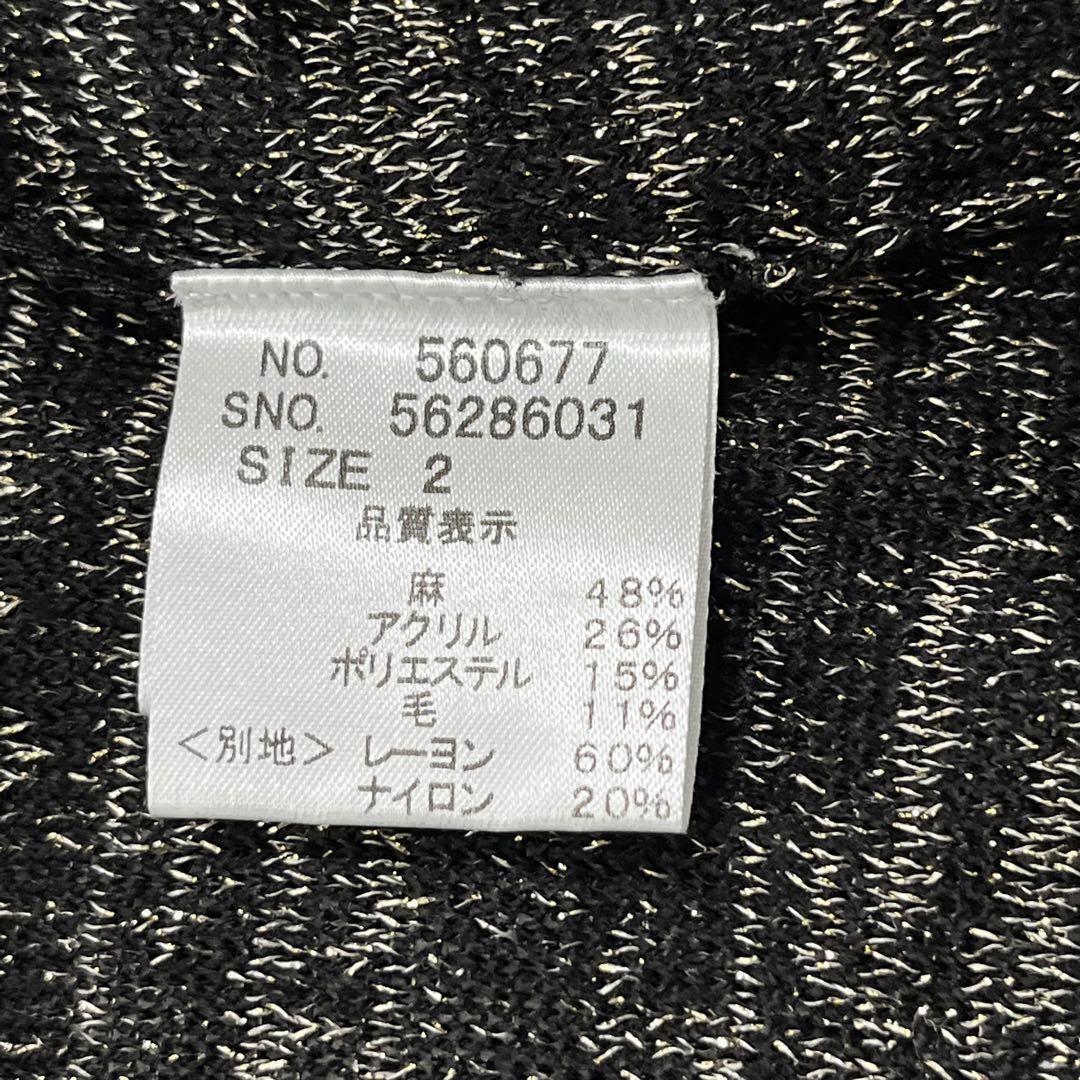 NO. 560677
SNO. 56286031
SIZE 2
品質表示
麻 48%
アクリル 26%
ポリエステル 15%
毛 11%
<別地> レーヨン 60%
ナイロン 20%